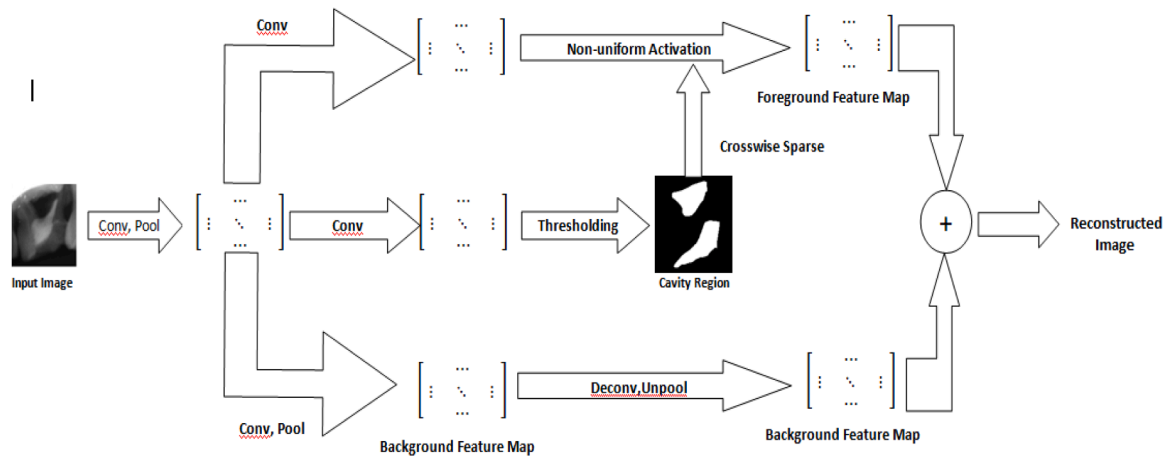 Conv
Non-uniform Activation
Foreground Feature Map
Crosswise Sparse
Conv, Pool
Conv
Thresholding
+
Reconstructed
Image
Input Image
Cavity Region
Conv, Pool
Background Feature Map
Deconv,Unpool
Background Feature Map